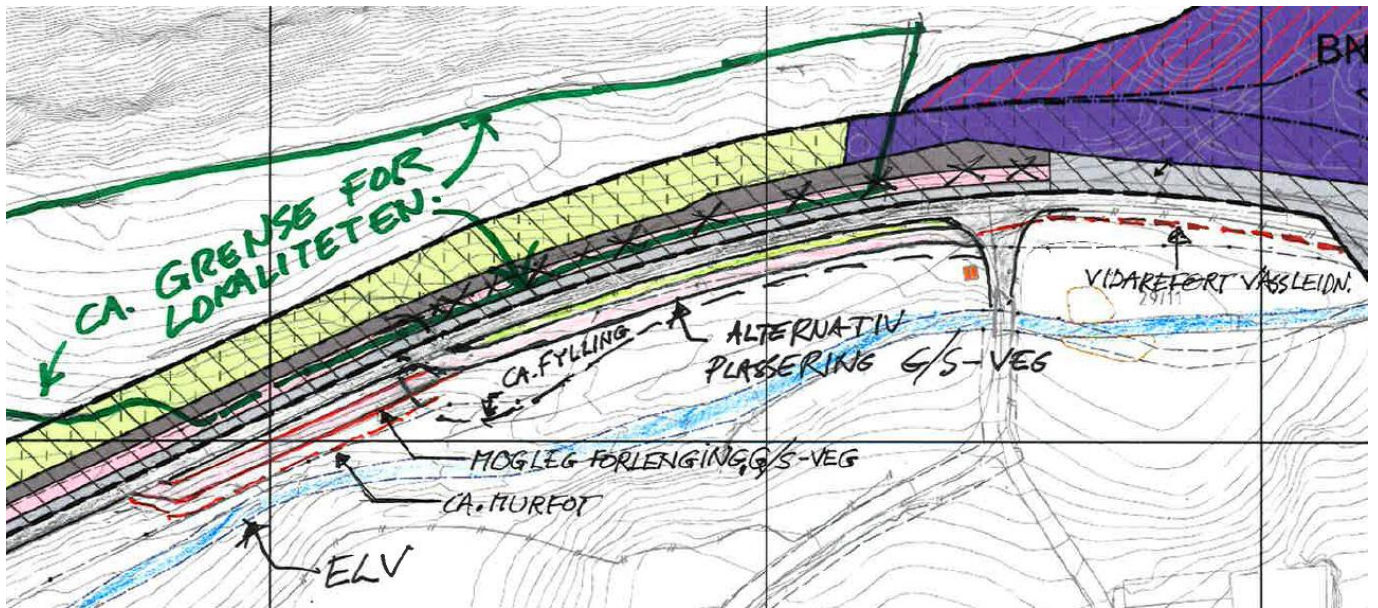 BN
CA. GRENSE FOR
LOKALITETEN.
VIDAREFØRT VASSLEIDN.
29/11
CA. FYLLING
ALTERNATIV
PLASSERING G/S-VEG
MOGLEG FORLENGING G/S-VEG
CA. MURFOT
ELV